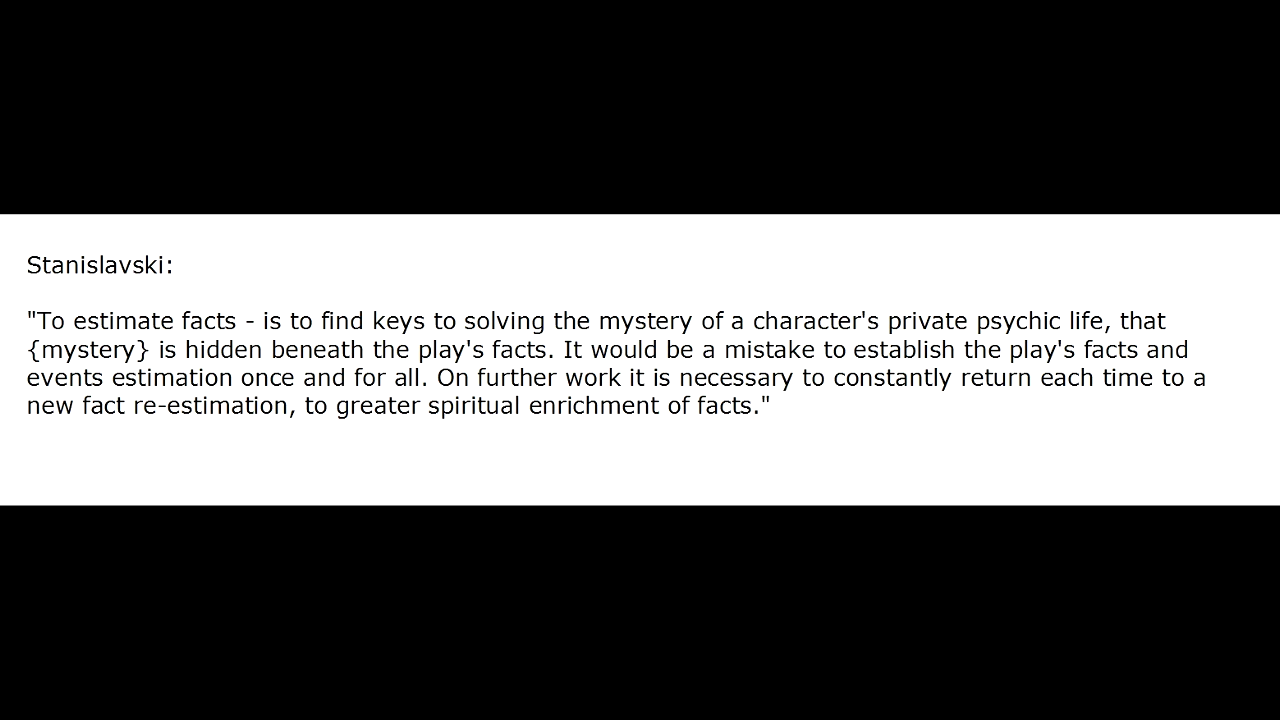 Stanislavski:
"To estimate facts - is to find keys to solving the mystery of a character's private psychic life, that
{mystery} is hidden beneath the play's facts. It would be a mistake to establish the play's facts and
events estimation once and for all. On further work it is necessary to constantly return each time to a
new fact re-estimation, to greater spiritual enrichment of facts."